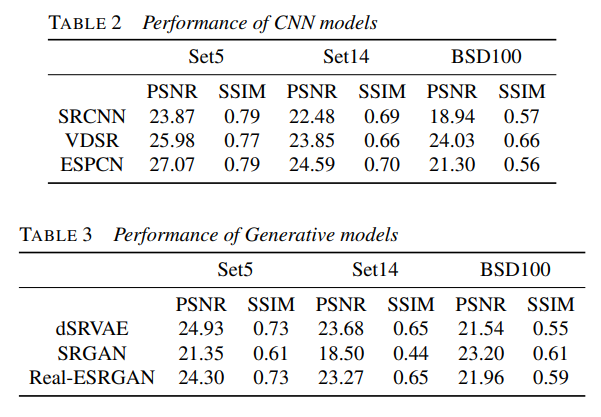 TABLE 2 Performance of CNN models
Set5 Set14 BSD100
PSNR SSIM PSNR SSIM PSNR SSIM
SRCNN 23.87 0.79 22.48 0.69 18.94 0.57
VDSR 25.98 0.77 23.85 0.66 24.03 0.66
ESPCN 27.07 0.79 24.59 0.70 21.30 0.56
TABLE 3 Performance of Generative models
Set5 Set14 BSD100
PSNR SSIM PSNR SSIM PSNR SSIM
dSRVAE 24.93 0.73 23.68 0.65 21.54 0.55
SRGAN 21.35 0.61 18.50 0.44 23.20 0.61
Real-ESRGAN 24.30 0.73 23.27 0.65 21.96 0.59